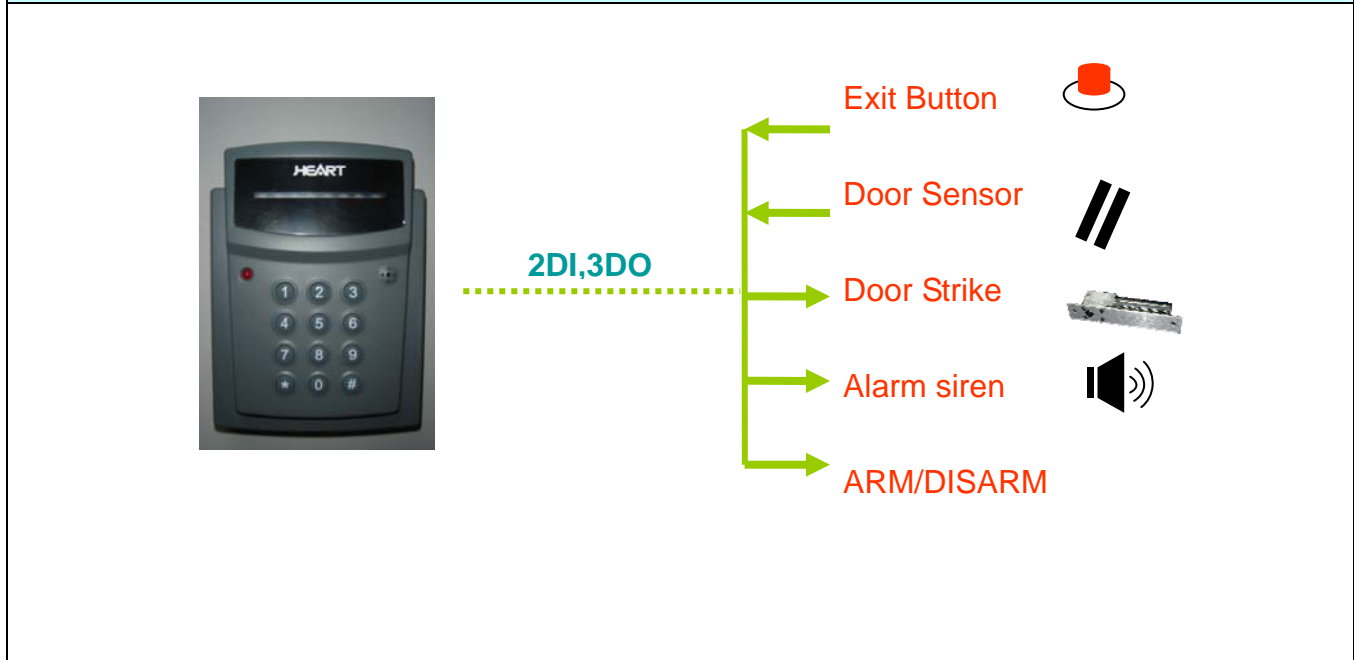 HEART
1 2 3
4 5 6
7 8 9
* 0 #
2DI,3DO
Exit Button
Door Sensor
Door Strike
Alarm siren
ARM/DISARM